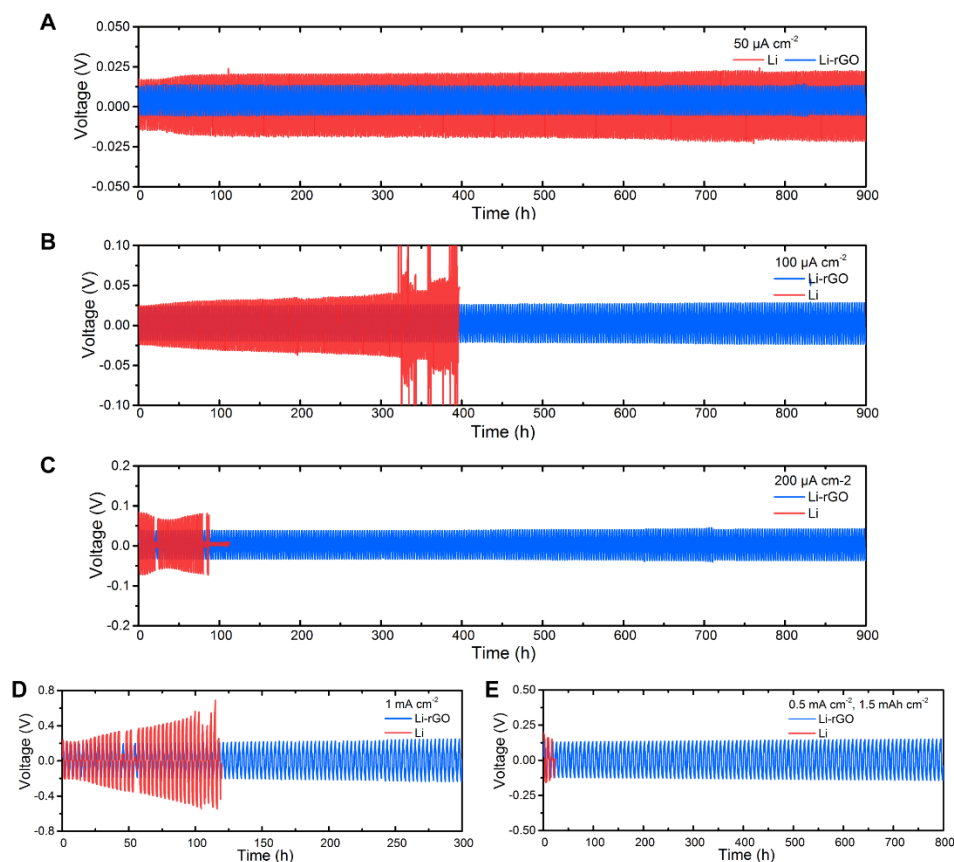 A
50 µA cm⁻²
Li Li-rGO
0.050
0.025
0.000
-0.025
-0.050
Voltage (V)
0 100 200 300 400 500 600 700 800 900
Time (h)
B
100 µA cm⁻²
Li-rGO
Li
0.10
0.05
0.00
-0.05
-0.10
Voltage (V)
0 100 200 300 400 500 600 700 800 900
Time (h)
C
200 µA cm-2
Li-rGO
Li
0.2
0.1
0.0
-0.1
-0.2
Voltage (V)
0 100 200 300 400 500 600 700 800 900
Time (h)
D
1 mA cm⁻²
Li-rGO
Li
0.8
0.4
0.0
-0.4
-0.8
Voltage (V)
0 50 100 150 200 250 300
Time (h)
E
0.5 mA cm⁻², 1.5 mAh cm⁻²
Li-rGO
Li
0.50
0.25
0.00
-0.25
-0.50
Voltage (V)
0 100 200 300 400 500 600 700 800
Time (h)